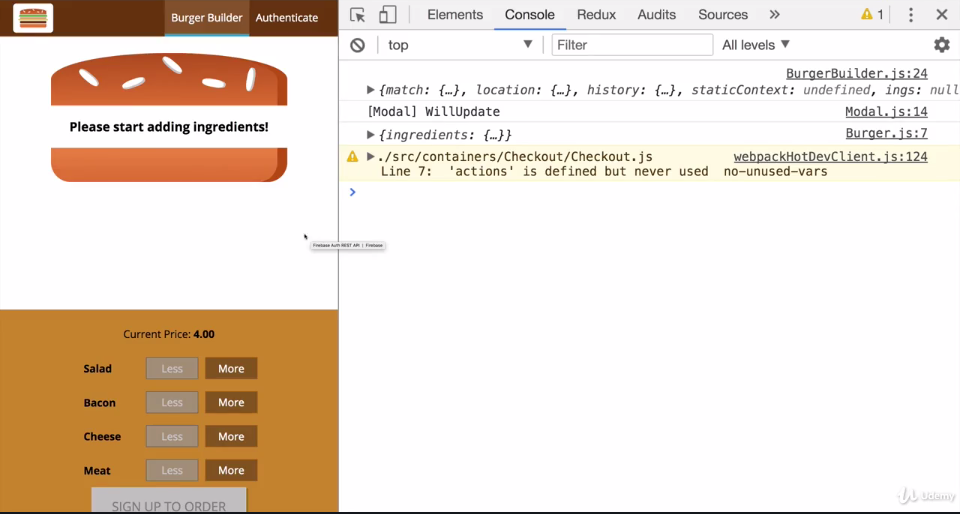 Burger Builder Authenticate
Please start adding ingredients!
Firebase Auth REST API | Firebase
Current Price: 4.00
Salad Less More
Bacon Less More
Cheese Less More
Meat Less More
SIGN UP TO ORDER
Elements Console Redux Audits Sources » 1
top Filter All levels
BurgerBuilder.js:24
{match: {…}, location: {…}, history: {…}, staticContext: undefined, ings: null
[Modal] WillUpdate Modal.js:14
{ingredients: {…}} Burger.js:7
./src/containers/Checkout/Checkout.js webpackHotDevClient.js:124
Line 7: 'actions' is defined but never used no-unused-vars
Udemy